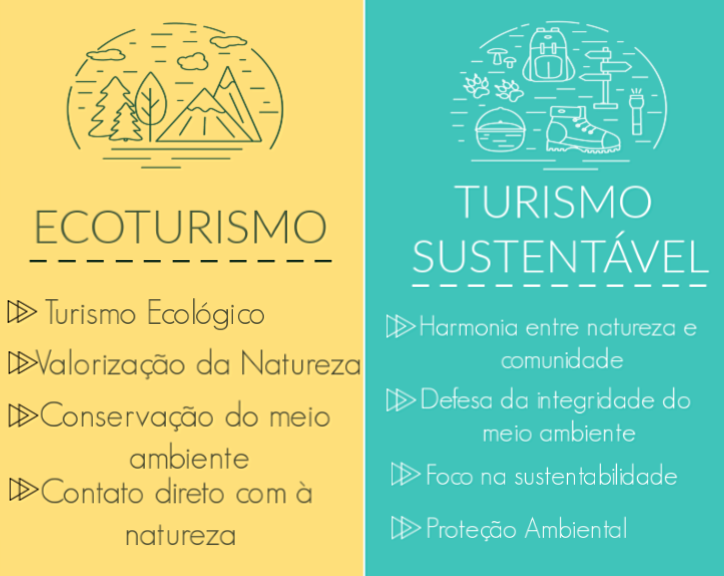 ECOTURISMO
Turismo Ecológico
Valorização da Natureza
Conservação do meio
ambiente
Contato direto com à
natureza
TURISMO
SUSTENTÁVEL
Harmonia entre natureza e
comunidade
Defesa da integridade do
meio ambiente
Foco na sustentabilidade
Proteção Ambiental